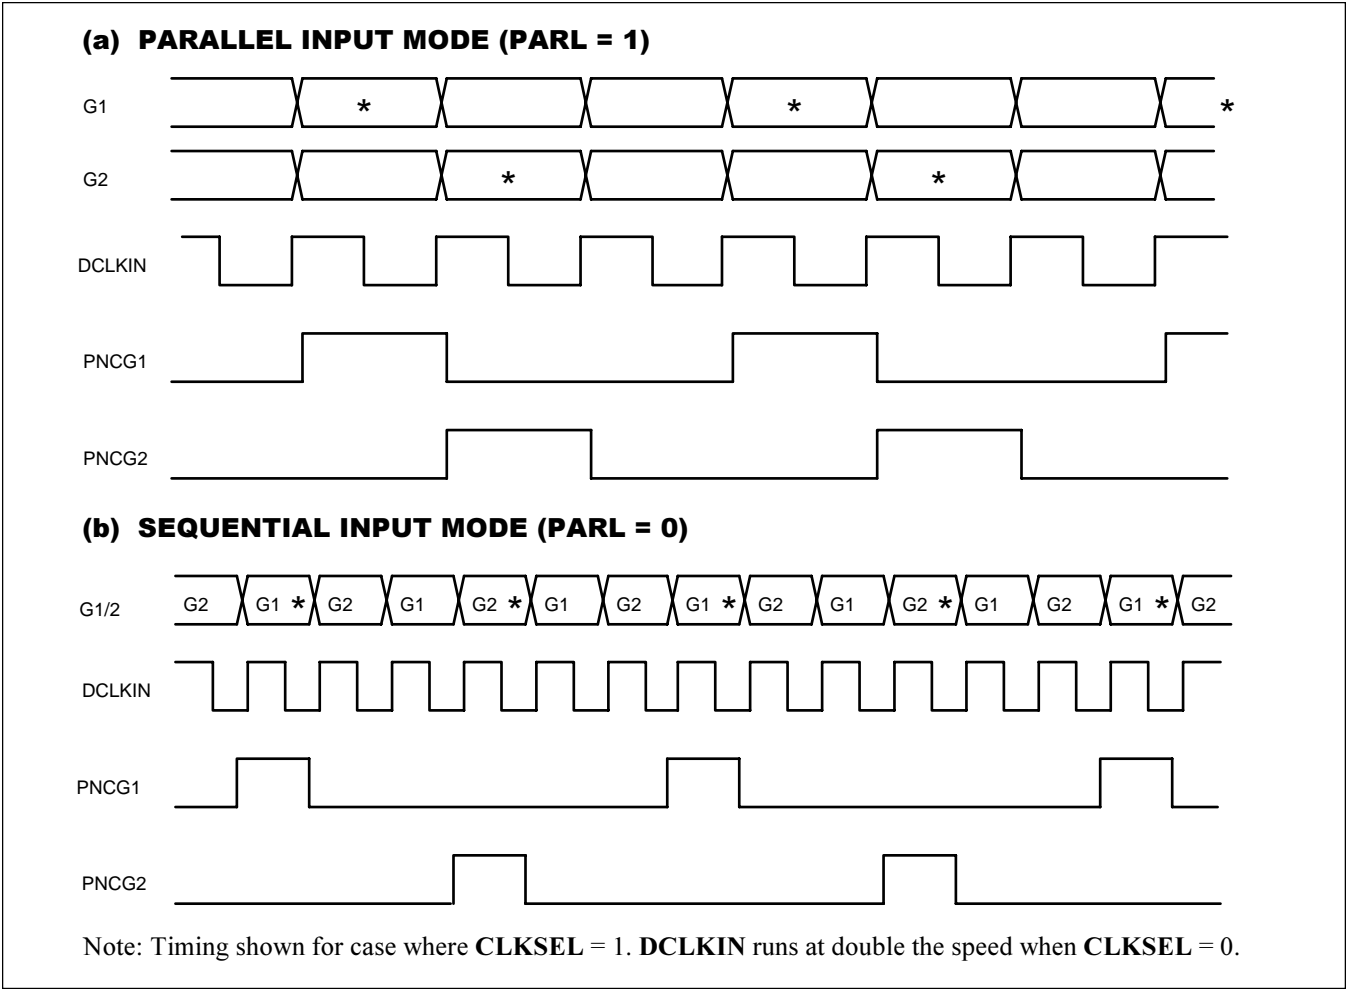 (a) PARALLEL INPUT MODE (PARL = 1)
G1 * * *
G2 * *
DCLKIN
PNCG1
PNCG2
(b) SEQUENTIAL INPUT MODE (PARL = 0)
G1/2 G2 G1 * G2 G1 G2 * G1 G2 G1 * G2 G1 G2 * G1 G2 G1 * G2
DCLKIN
PNCG1
PNCG2
Note: Timing shown for case where CLKSEL = 1. DCLKIN runs at double the speed when CLKSEL = 0.